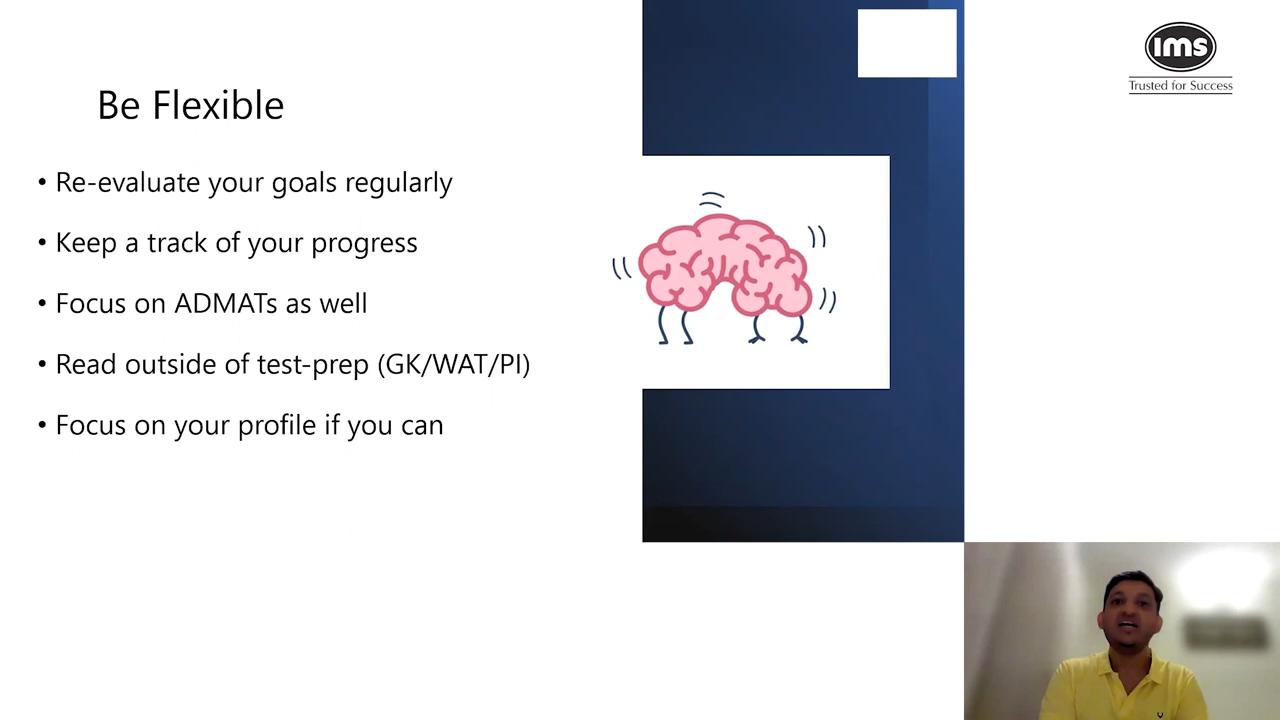 Be Flexible
• Re-evaluate your goals regularly
• Keep a track of your progress
• Focus on ADMATs as well
• Read outside of test-prep (GK/WAT/PI)
• Focus on your profile if you can
ims
Trusted for Success